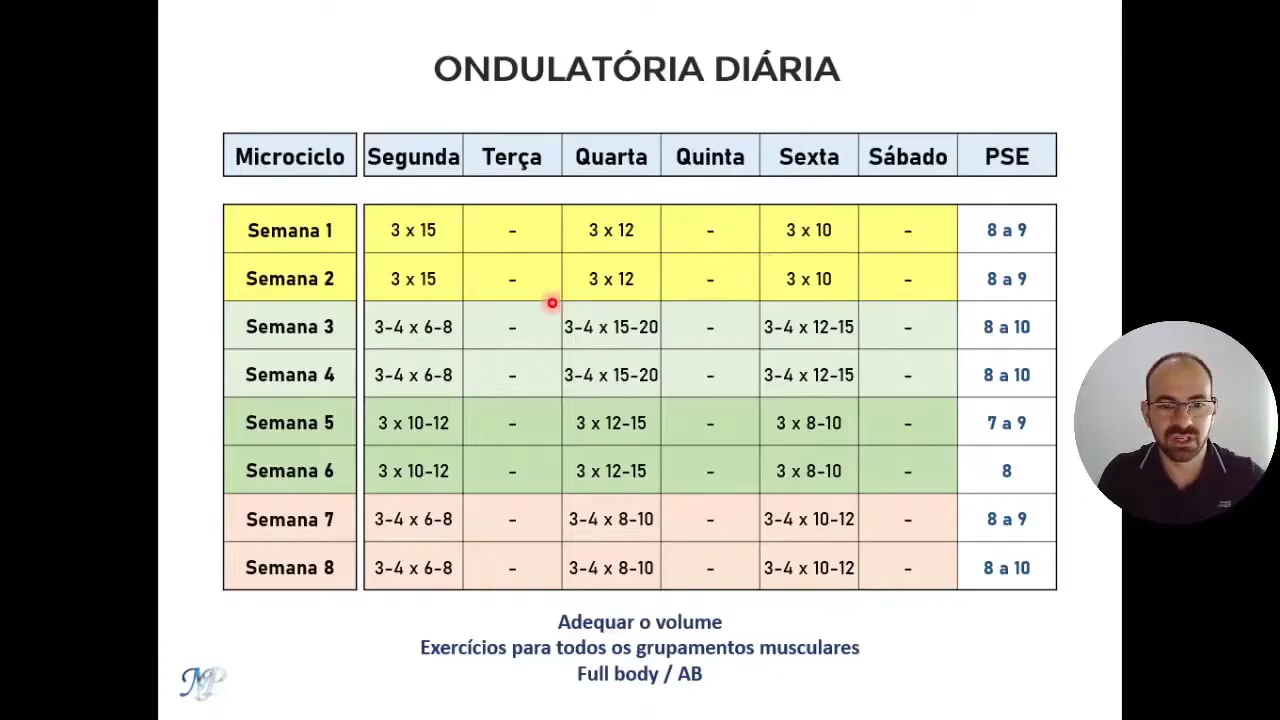 ONDULATÓRIA DIÁRIA
Microciclo Segunda Terça Quarta Quinta Sexta Sábado PSE
Semana 1 3 x 15 - 3 x 12 - 3 x 10 - 8 a 9
Semana 2 3 x 15 - 3 x 12 - 3 x 10 - 8 a 9
Semana 3 3-4 x 6-8 - 3-4 x 15-20 - 3-4 x 12-15 - 8 a 10
Semana 4 3-4 x 6-8 - 3-4 x 15-20 - 3-4 x 12-15 - 8 a 10
Semana 5 3 x 10-12 - 3 x 12-15 - 3 x 8-10 - 7 a 9
Semana 6 3 x 10-12 - 3 x 12-15 - 3 x 8-10 - 8
Semana 7 3-4 x 6-8 - 3-4 x 8-10 - 3-4 x 10-12 - 8 a 9
Semana 8 3-4 x 6-8 - 3-4 x 8-10 - 3-4 x 10-12 - 8 a 10
Adequar o volume
Exercícios para todos os grupamentos musculares
Full body / AB
MP